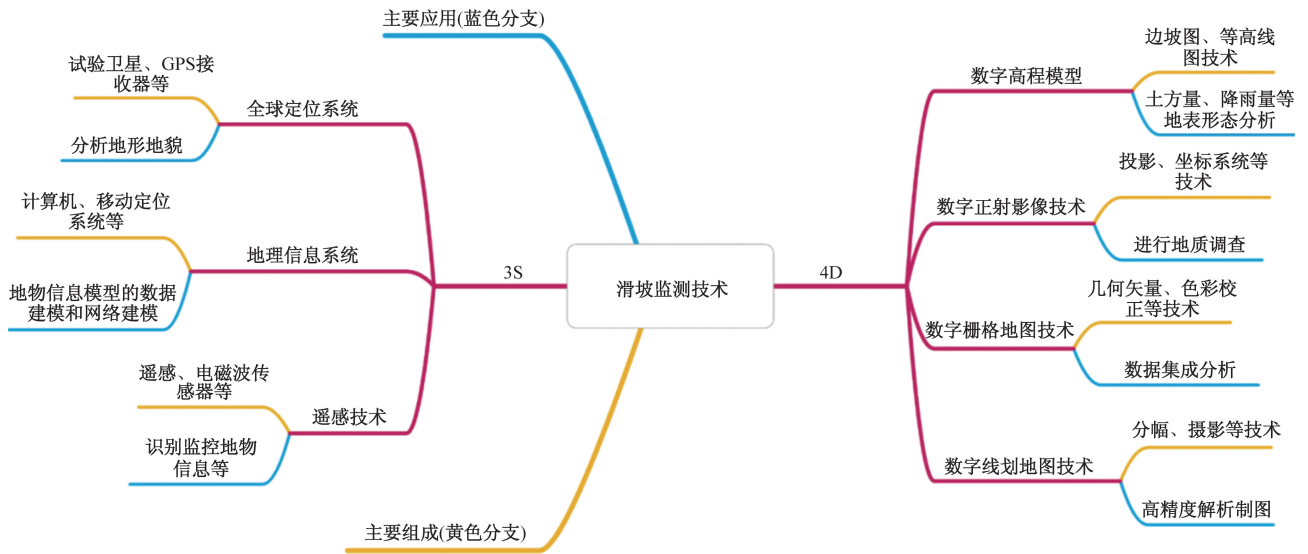 主要应用(蓝色分支)
试验卫星、GPS接
收器等
全球定位系统
分析地形地貌
计算机、移动定位
系统等
地理信息系统
地物信息模型的数据
建模和网络建模
遥感、电磁波传
感器等
遥感技术
识别监控地物
信息等
主要组成(黄色分支)
3S
滑坡监测技术
4D
边坡图、等高线
图技术
数字高程模型
土方量、降雨量等
地表形态分析
投影、坐标系统等
技术
数字正射影像技术
进行地质调查
几何矢量、色彩校
正等技术
数字栅格地图技术
数据集成分析
分幅、摄影等技术
数字线划地图技术
高精度解析制图